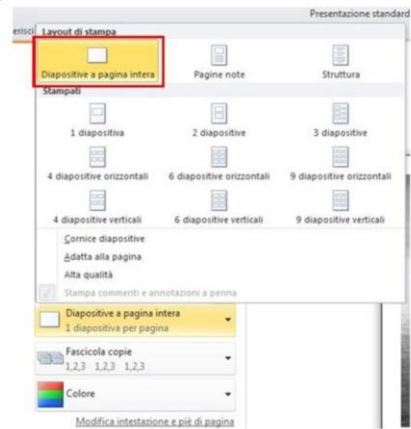 Presentazione standard
erisci
Layout di stampa
Diapositive a pagina intera
Pagine note
Struttura
Stampati
1 diapositiva
2 diapositive
3 diapositive
4 diapositive orizzontali
6 diapositive orizzontali
9 diapositive orizzontali
4 diapositive verticali
6 diapositive verticali
9 diapositive verticali
Cornice diapositive
Adatta alla pagina
Alta qualità
Stampa commenti e annotazioni a penna
Diapositive a pagina intera
1 diapositiva per pagina
Fascicola copie
1,2,3 1,2,3 1,2,3
Colore
Modifica intestazione e piè di pagina